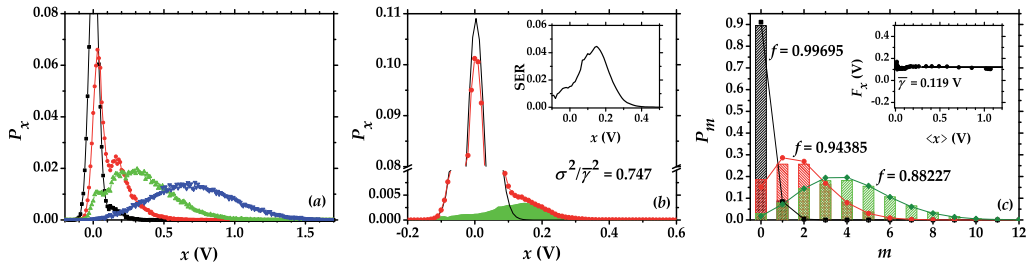 0.08
0.06
0.04
0.02
0.00
P_x
0.0 0.5 1.0 1.5
x (V)
(a)
0.11
0.10
0.09
0.08
0.005
0.000
P_x
-0.2 0.0 0.2 0.4 0.6
x (V)
σ²/γ̄² = 0.747
(b)
0.06
0.04
0.02
0.00
SER
0.0 0.2 0.4
x (V)
0.9
0.8
0.7
0.6
0.5
0.4
0.3
0.2
0.1
0.0
P_m
0 2 4 6 8 10 12
m
f = 0.99695
f = 0.94385
f = 0.88227
(c)
0.4
0.2
0.0
-0.2
F_x (V)
γ̄ = 0.119 V
0.0 0.5 1.0
<x> (V)